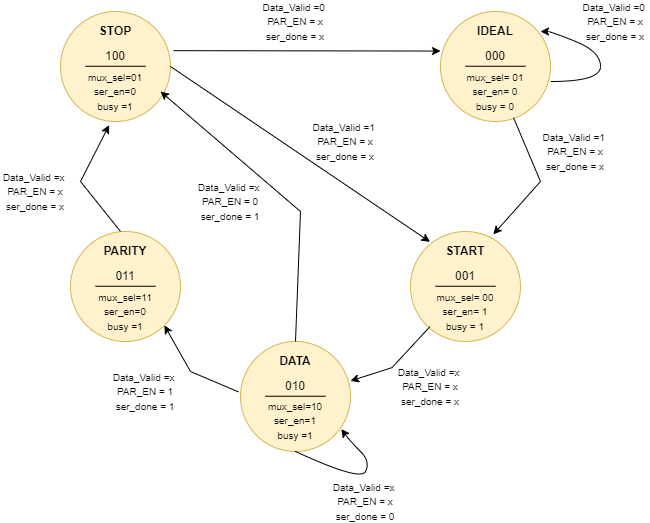 Data_Valid =0
PAR_EN = x
ser_done = x
Data_Valid =0
PAR_EN = x
ser_done = x
STOP
100
mux_sel=01
ser_en=0
busy =1
IDEAL
000
mux_sel= 01
ser_en= 0
busy = 0
Data_Valid =1
PAR_EN = x
ser_done = x
Data_Valid =1
PAR_EN = x
ser_done = x
Data_Valid =x
PAR_EN = x
ser_done = x
Data_Valid =x
PAR_EN = 0
ser_done = 1
PARITY
011
mux_sel=11
ser_en=0
busy =1
START
001
mux_sel= 00
ser_en= 1
busy = 1
DATA
010
mux_sel=10
ser_en=1
busy =1
Data_Valid =x
PAR_EN = 1
ser_done = 1
Data_Valid =x
PAR_EN = x
ser_done = x
Data_Valid =x
PAR_EN = x
ser_done = 0